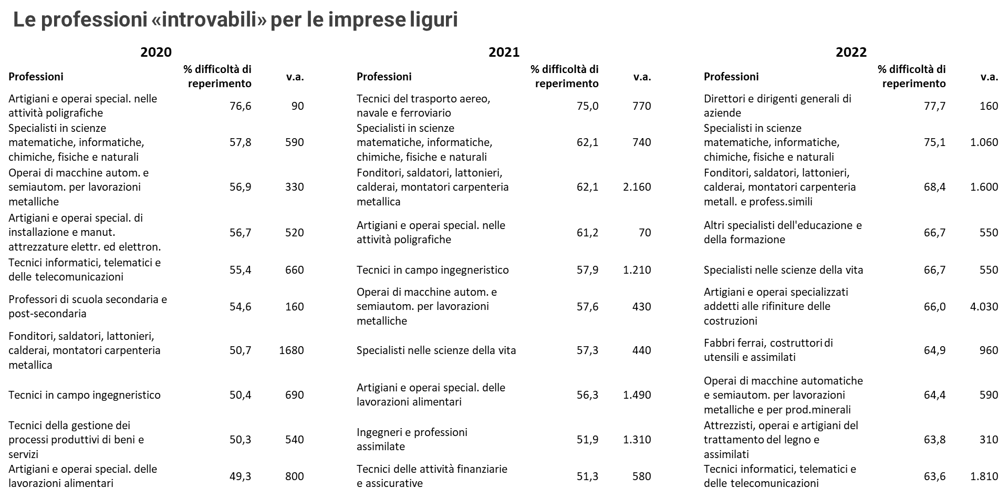 Le professioni «introvabili» per le imprese liguri
2020
Professioni
% difficoltà di
reperimento
v.a.
Artigiani e operai special. nelle
attività poligrafiche
76,6
90
Specialisti in scienze
matematiche, informatiche,
chimiche, fisiche e naturali
57,8
590
Operai di macchine autom. e
semiautom. per lavorazioni
metalliche
56,9
330
Artigiani e operai special. di
installazione e manut.
attrezzature elettr. ed elettron.
56,7
520
Tecnici informatici, telematici e
delle telecomunicazioni
55,4
660
Professori di scuola secondaria e
post-secondaria
54,6
160
Fonditori, saldatori, lattonieri,
calderai, montatori carpenteria
metallica
50,7
1680
Tecnici in campo ingegneristico
50,4
690
Tecnici della gestione dei
processi produttivi di beni e
servizi
50,3
540
Artigiani e operai special. delle
lavorazioni alimentari
49,3
800
2021
Professioni
% difficoltà di
reperimento
v.a.
Tecnici del trasporto aereo,
navale e ferroviario
75,0
770
Specialisti in scienze
matematiche, informatiche,
chimiche, fisiche e naturali
62,1
740
Fonditori, saldatori, lattonieri,
calderai, montatori carpenteria
metallica
62,1
2.160
Artigiani e operai special. nelle
attività poligrafiche
61,2
70
Tecnici in campo ingegneristico
57,9
1.210
Operai di macchine autom. e
semiautom. per lavorazioni
metalliche
57,6
430
Specialisti nelle scienze della vita
57,3
440
Artigiani e operai special. delle
lavorazioni alimentari
56,3
1.490
Ingegneri e professioni
assimilate
51,9
1.310
Tecnici delle attività finanziarie
e assicurative
51,3
580
2022
Professioni
% difficoltà di
reperimento
v.a.
Direttori e dirigenti generali di
aziende
77,7
160
Specialisti in scienze
matematiche, informatiche,
chimiche, fisiche e naturali
75,1
1.060
Fonditori, saldatori, lattonieri,
calderai, montatori carpenteria
metall. e profess.simili
68,4
1.600
Altri specialisti dell'educazione e
della formazione
66,7
550
Specialisti nelle scienze della vita
66,7
550
Artigiani e operai specializzati
addetti alle rifiniture delle
costruzioni
66,0
4.030
Fabbri ferrai, costruttori di
utensili e assimilati
64,9
960
Operai di macchine automatiche
e semiautom. per lavorazioni
metalliche e per prod.minerali
64,4
590
Attrezzisti, operai e artigiani del
trattamento del legno e
assimilati
63,8
310
Tecnici informatici, telematici e
delle telecomunicazioni
63,6
1.810